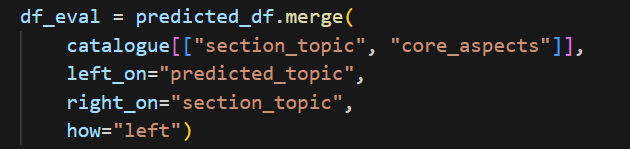 df_eval = predicted_df.merge(
    catalogue[["section_topic", "core_aspects"]],
    left_on="predicted_topic",
    right_on="section_topic",
    how="left")